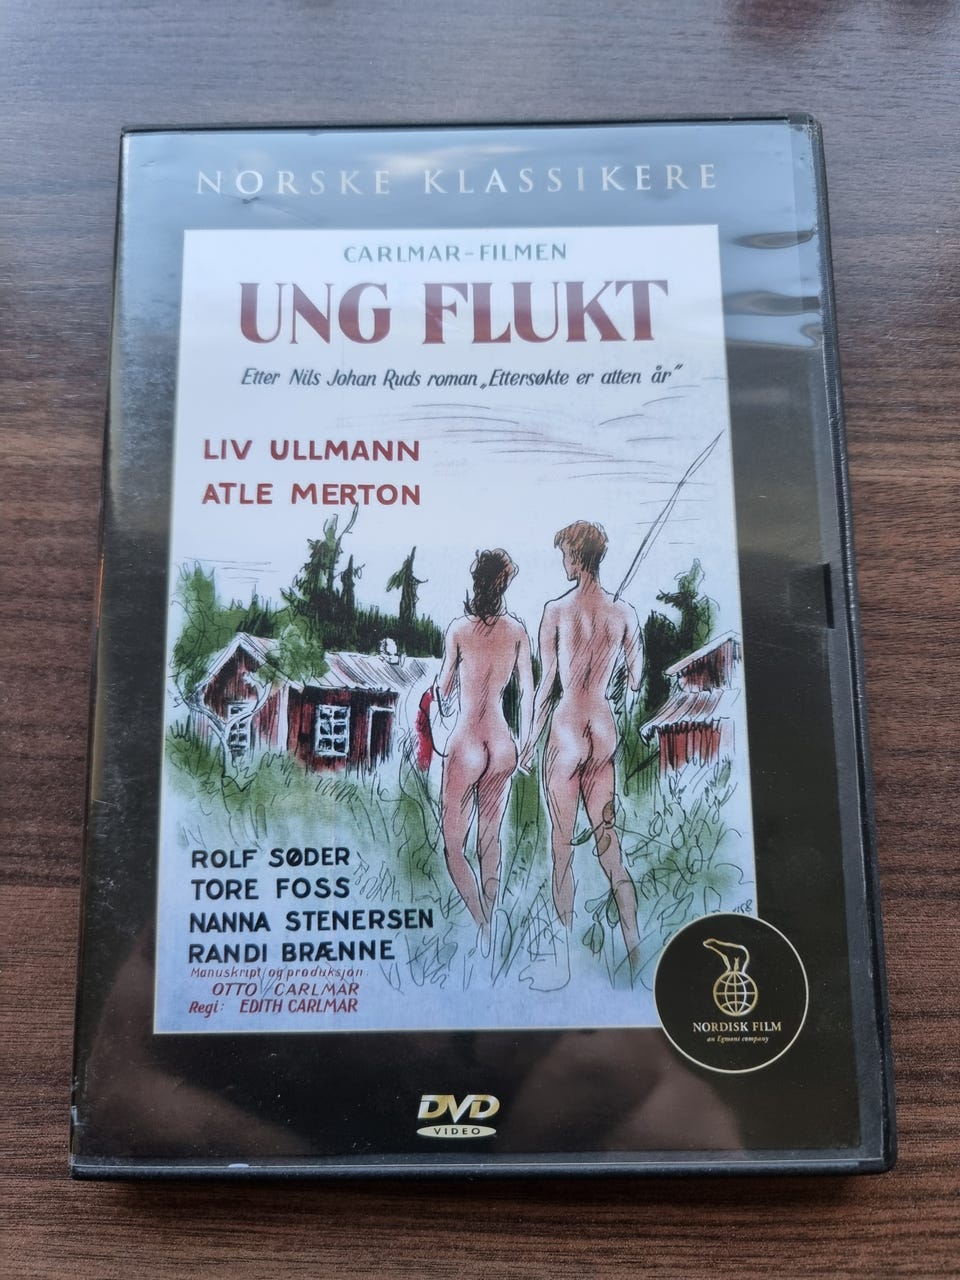 NORSKE KLASSIKERE
CARLMAR-FILMEN
UNG FLUKT
Etter Nils Johan Ruds roman „Ettersøkte er atten år”
LIV ULLMANN
ATLE MERTON
ROLF SØDER
TORE FOSS
NANNA STENERSEN
RANDI BRÆNNE
Manuskript og produksjon:
OTTO CARLMAR
Regi: EDITH CARLMAR
NORDISK FILM
an Egmont company
DVD
VIDEO